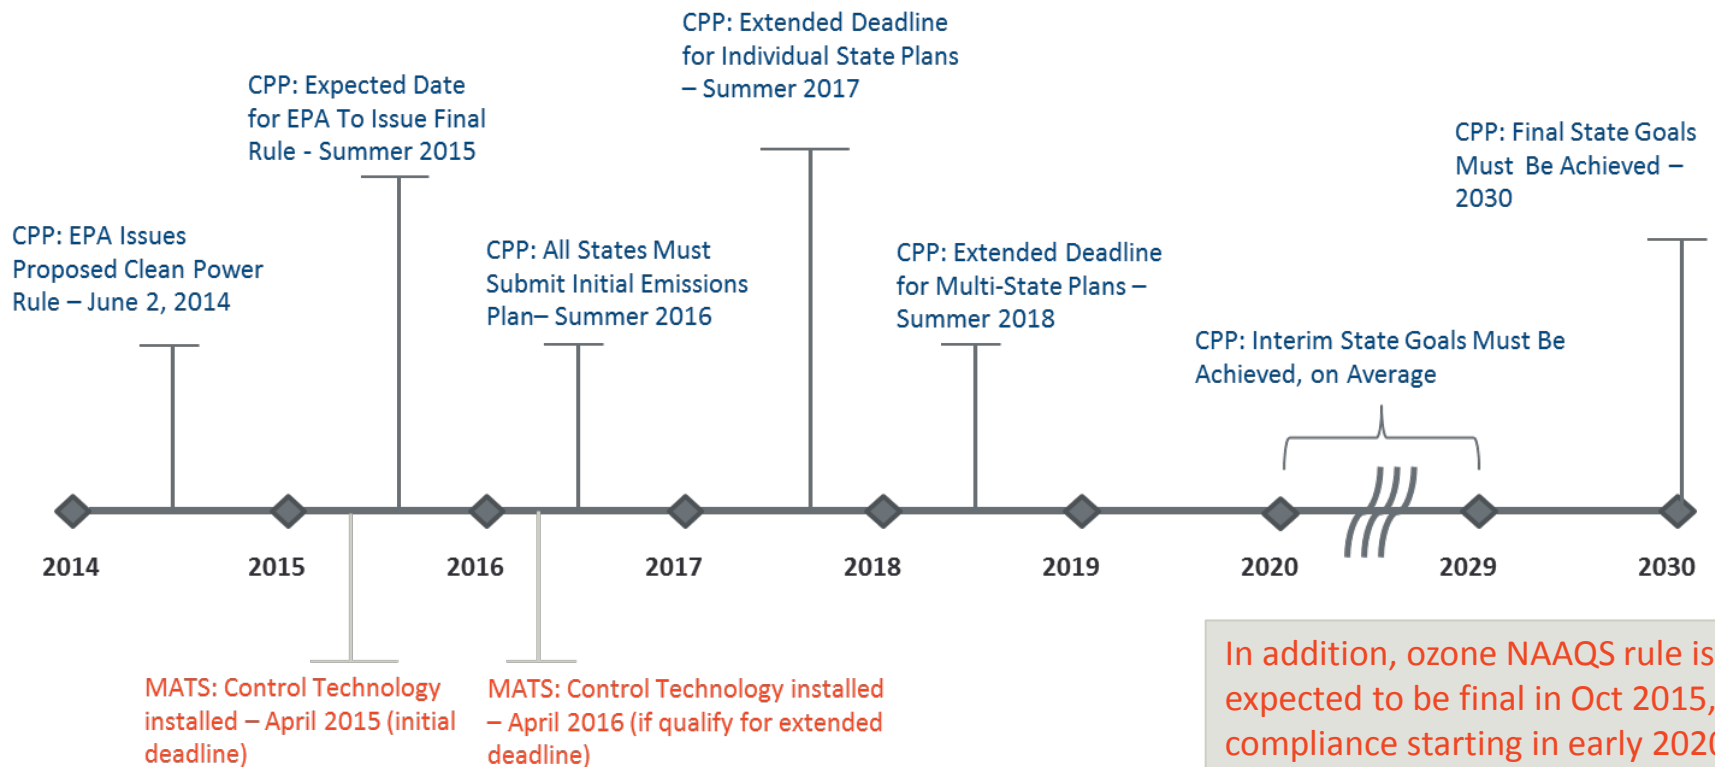 CPP: EPA Issues
Proposed Clean Power
Rule – June 2, 2014
CPP: Expected Date
for EPA To Issue Final
Rule - Summer 2015
CPP: All States Must
Submit Initial Emissions
Plan– Summer 2016
CPP: Extended Deadline
for Individual State Plans
– Summer 2017
CPP: Extended Deadline
for Multi-State Plans –
Summer 2018
CPP: Interim State Goals Must Be
Achieved, on Average
CPP: Final State Goals
Must Be Achieved –
2030
2014
2015
2016
2017
2018
2019
2020
2029
2030
MATS: Control Technology
installed – April 2015 (initial
deadline)
MATS: Control Technology installed
– April 2016 (if qualify for extended
deadline)
In addition, ozone NAAQS rule is
expected to be final in Oct 2015,
compliance starting in early 2020